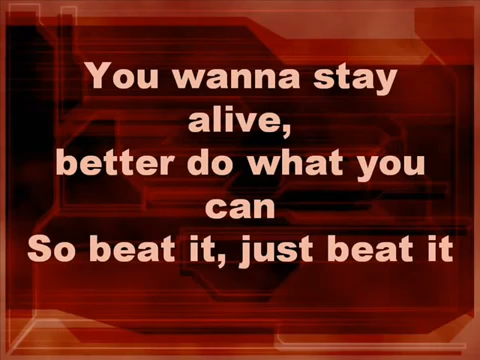 You wanna stay
alive,
better do what you
can
So beat it, just beat it